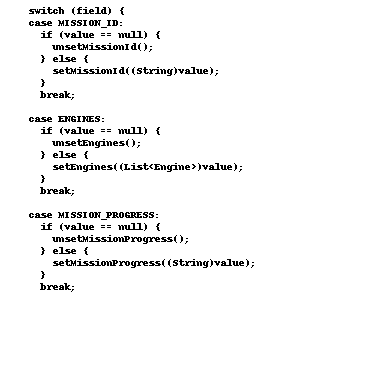 switch (field) {
case MISSION_ID:
  if (value == null) {
    unsetMissionId();
  } else {
    setMissionId((String)value);
  }
  break;

case ENGINES:
  if (value == null) {
    unsetEngines();
  } else {
    setEngines((List<Engine>)value);
  }
  break;

case MISSION_PROGRESS:
  if (value == null) {
    unsetMissionProgress();
  } else {
    setMissionProgress((String)value);
  }
  break;